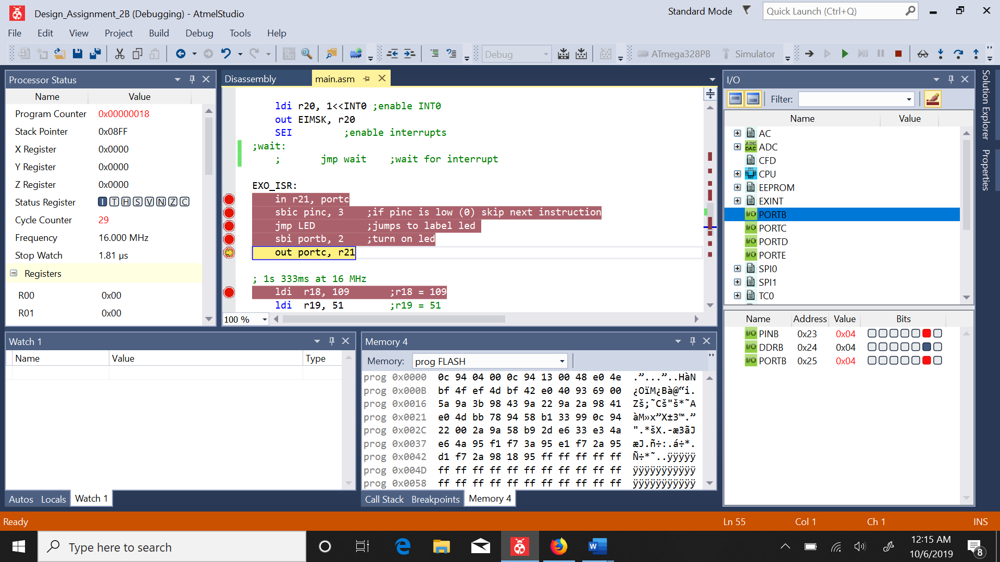 Design_Assignment_2B (Debugging) - AtmelStudio
Standard Mode
Quick Launch (Ctrl+Q)
File Edit View Project Build Debug Tools Help
Debug
ATmega328PB
Simulator
Processor Status
Name Value
Program Counter 0x00000018
Stack Pointer 0x08FF
X Register 0x0000
Y Register 0x0000
Z Register 0x0000
Status Register I T H S V N Z C
Cycle Counter 29
Frequency 16.000 MHz
Stop Watch 1.81 µs
Registers
R00 0x00
R01 0x00
Disassembly main.asm
ldi r20, 1<<INT0 ;enable INT0
out EIMSK, r20
SEI ;enable interrupts
;wait:
; jmp wait ;wait for interrupt
EXO_ISR:
in r21, portc
sbic pinc, 3 ;if pinc is low (0) skip next instruction
jmp LED ;jumps to label led
sbi portb, 2 ;turn on led
out portc, r21
; 1s 333ms at 16 MHz
ldi r18, 109 ;r18 = 109
ldi r19, 51 ;r19 = 51
100 %
I/O
Filter:
Name Value
AC
ADC
CFD
CPU
EEPROM
EXINT
PORTB
PORTC
PORTD
PORTE
SPI0
SPI1
TC0
Name Address Value Bits
PINB 0x23 0x04
DDRB 0x24 0x04
PORTB 0x25 0x04
Solution Explorer
Properties
Watch 1
Name Value Type
Autos Locals Watch 1
Memory 4
Memory: prog FLASH
prog 0x0000 0c 94 04 00 0c 94 13 00 48 e0 4e .”...”..HàN
prog 0x000B bf 4f ef 4d bf 42 e0 40 93 69 00 ¿OïM¿Bà@“i.
prog 0x0016 5a 9a 3b 98 43 9a 22 9a 2a 98 41 Zš;˜Cš"š*˜A
prog 0x0021 e0 4d bb 78 94 58 b1 33 99 0c 94 àM»x”X±3™.”
prog 0x002C 22 00 2a 9a 58 b9 2d e6 33 e3 4a ".*šX.-æ3ãJ
prog 0x0037 e6 4a 95 f1 f7 3a 95 e1 f7 2a 95 æJ.ñ÷:.á÷*.
prog 0x0042 d1 f7 2a 98 18 95 ff ff ff ff ff Ñ÷*˜..ÿÿÿÿÿ
prog 0x004D ff ff ff ff ff ff ff ff ff ff ff ÿÿÿÿÿÿÿÿÿÿÿ
prog 0x0058 ff ff ff ff ff ff ff ff ff ff ff ÿÿÿÿÿÿÿÿÿÿÿ
Call Stack Breakpoints Memory 4
Ready
Ln 55 Col 1 Ch 1 INS
Type here to search
12:15 AM
10/6/2019
8